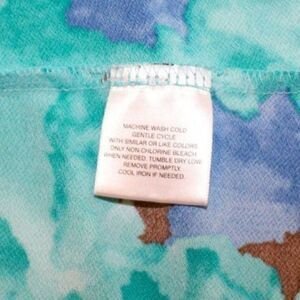 MACHINE WASH COLD
GENTLE CYCLE
WITH SIMILAR OR LIKE COLORS
ONLY NON-CHLORINE BLEACH
WHEN NEEDED. TUMBLE DRY LOW
REMOVE PROMPTLY.
COOL IRON IF NEEDED.